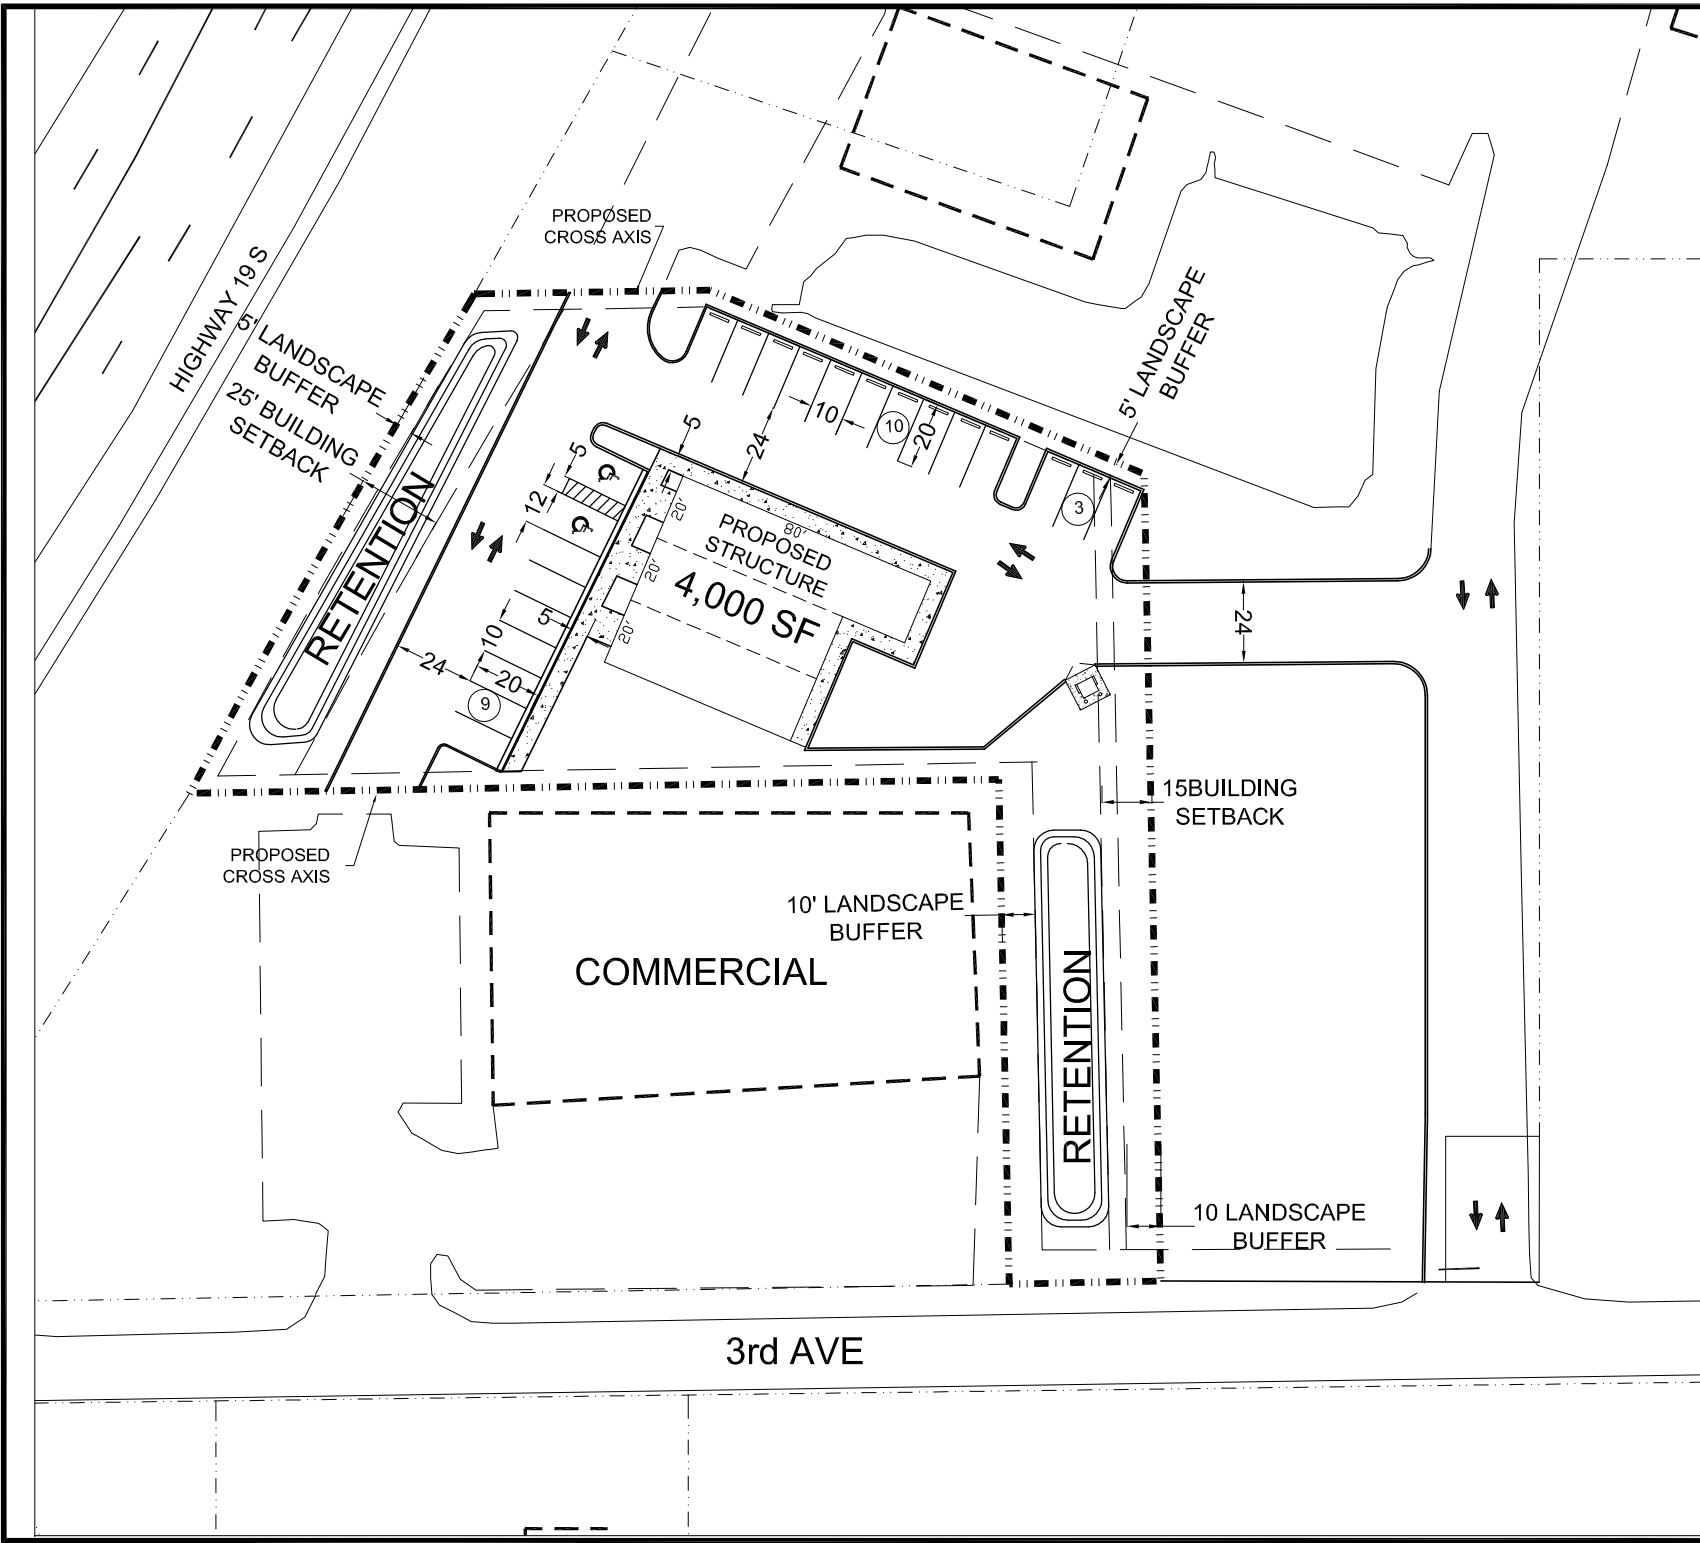 PROPOSED
CROSS AXIS
HIGHWAY 19 S
5' LANDSCAPE
BUFFER
25' BUILDING
SETBACK
RETENTION
5' LANDSCAPE
BUFFER
10
10
20
24
5
3
5
12
20'
80'
PROPOSED
STRUCTURE
4,000 SF
20'
20'
5
10
24
20
9
24
15BUILDING
SETBACK
PROPOSED
CROSS AXIS
10' LANDSCAPE
BUFFER
COMMERCIAL
RETENTION
10 LANDSCAPE
BUFFER
3rd AVE